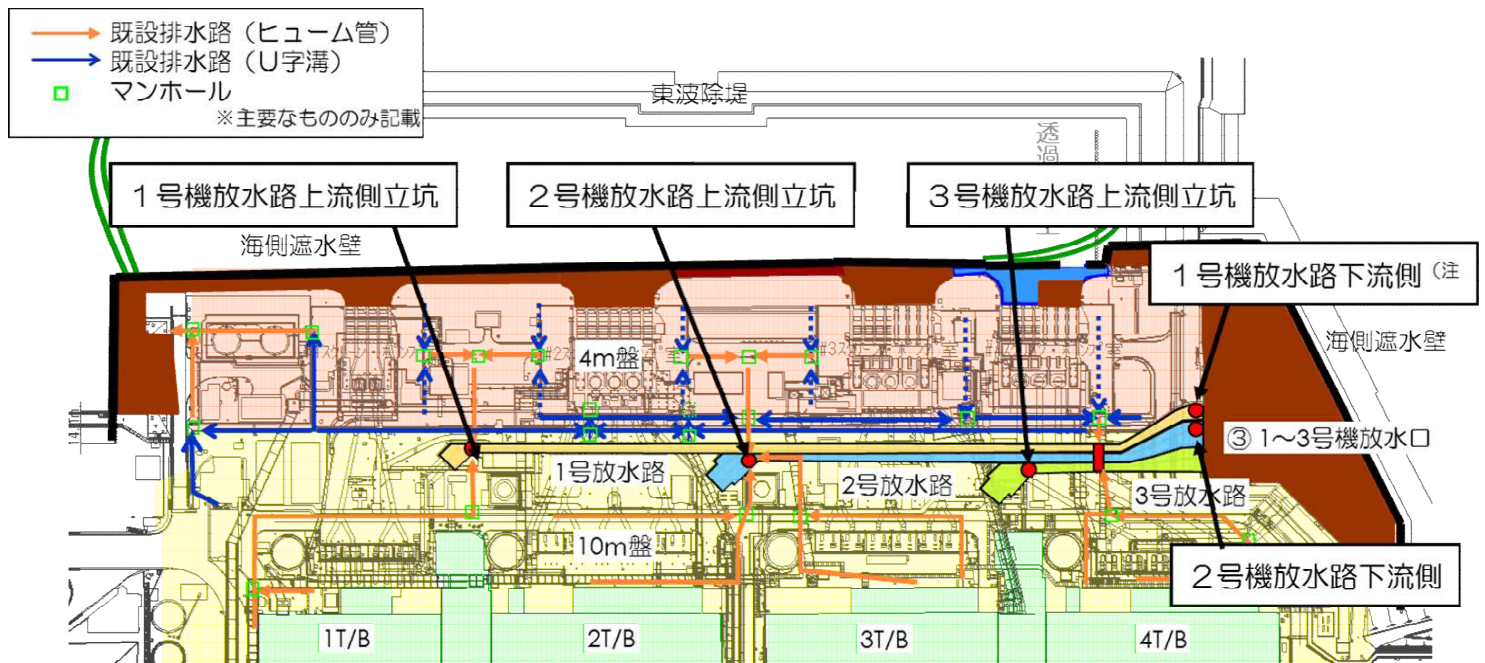 既設排水路（ヒューム管）
既設排水路（U字溝）
マンホール
※主要なもののみ記載
東波除堤
透過
１号機放水路上流側立坑
２号機放水路上流側立坑
３号機放水路上流側立坑
海側遮水壁
１号機放水路下流側（注
海側遮水壁
4m盤
③１～３号機放水口
1号放水路
2号放水路
3号放水路
10m盤
２号機放水路下流側
1T/B
2T/B
3T/B
4T/B